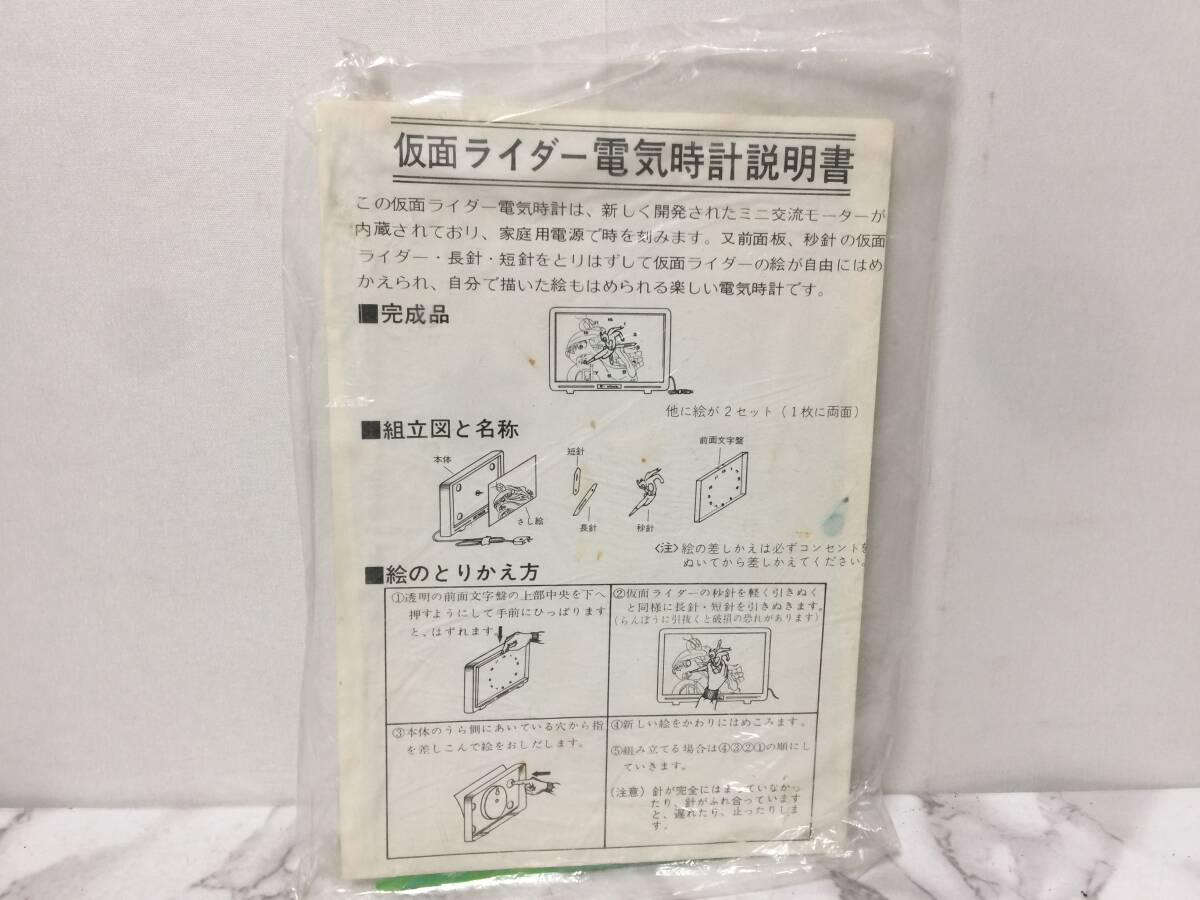 仮面ライダー電気時計説明書
この仮面ライダー電気時計は、新しく開発されたミニ交流モーターが
内蔵されており、家庭用電源で時を刻みます。又前面板、秒針の仮面
ライダー・長針・短針をとりはずして仮面ライダーの絵が自由にはめ
かえられ、自分で描いた絵もはめられる楽しい電気時計です。
■完成品
他に絵が2セット(1枚に両面)
■組立図と名称
本体
さし絵
短針
長針
秒針
前面文字盤
〈注〉絵の差しかえは必ずコンセントを
ぬいてから差しかえてください。
■絵のとりかえ方
①透明の前面文字盤の上部中央を下へ
押すようにして手前にひっぱります
と、はずれます。
②仮面ライダーの秒針を軽く引きぬく
と同様に長針・短針を引きぬきます。
(らんぼうに引抜くと破損の恐れがあります)
③本体のうら側にあいている穴から指
を差しこんで絵をおしだします。
④新しい絵をかわりにはめこみます。
⑤組み立てる場合は④③②①の順にし
ていきます。
(注意)針が完全にはまっていなかっ
たり、針がふれ合っています
と、遅れたり、止ったりしま
す。